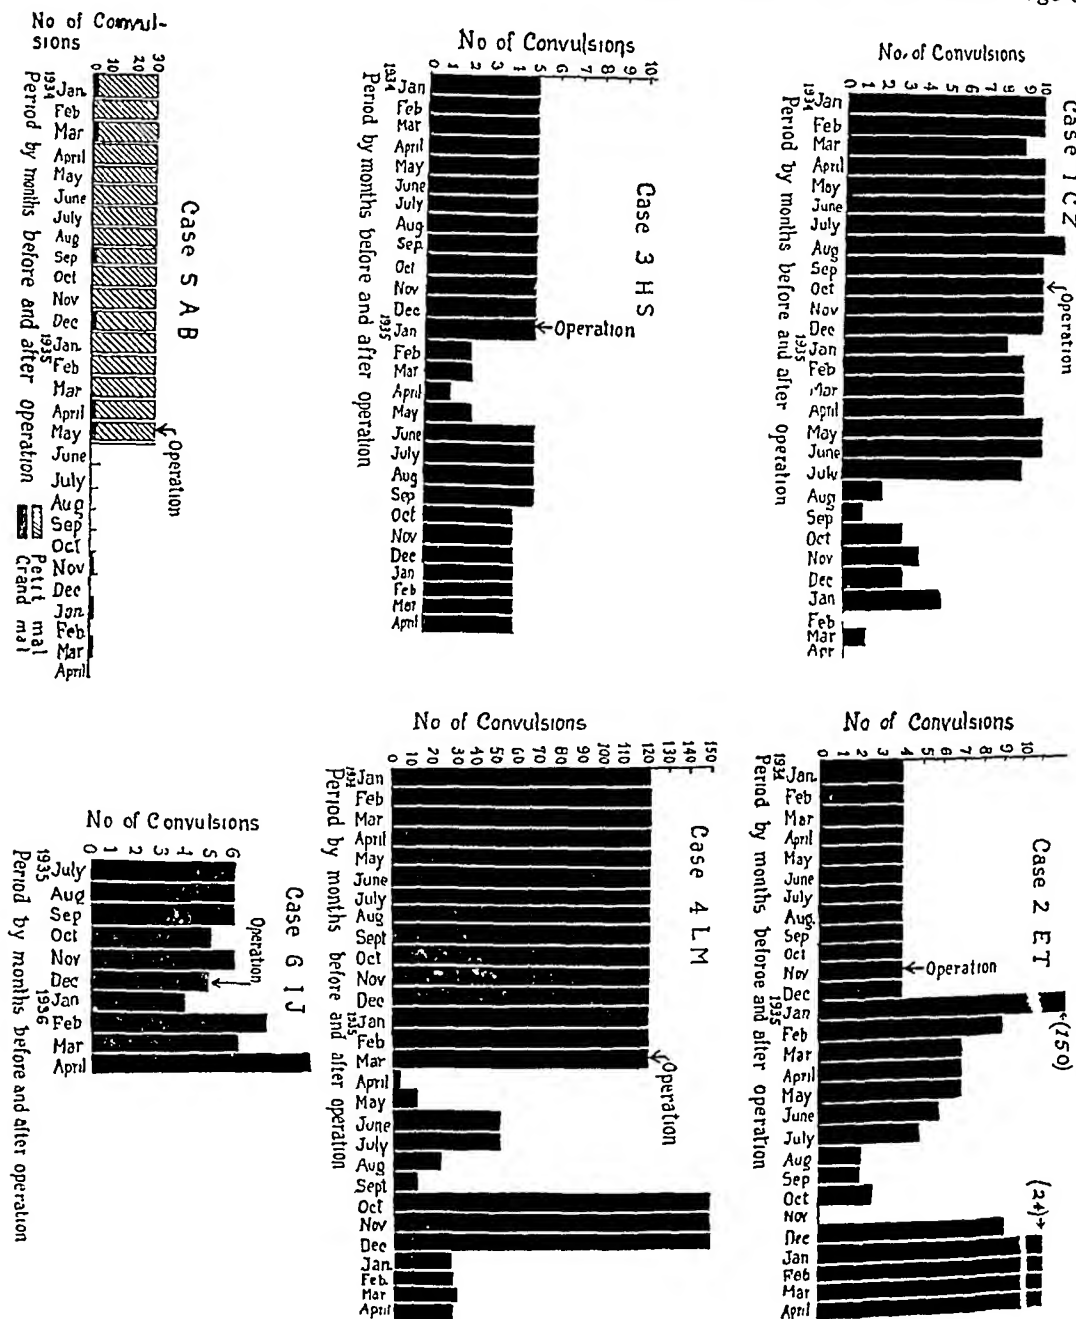 No of Convul-
sions
0 10 20 30
1934
Jan.
Feb
Mar
April
May
June
July
Aug
Sep
Oct
Nov
Dec
1935
Jan.
Feb
Mar
April
May
June
July
Aug
Sep
Oct
Nov
Dec
Jan
Feb
Mar
April
Period by months before and after operation
Petit mal
Grand mal
Operation
Case 5 A B
No of Convulsions
0 1 2 3 4 5 6 7 8 9 10
1934
Jan
Feb
Mar
April
May
June
July
Aug
Sep.
Oct
Nov
Dec
1935
Jan
Feb
Mar
April
May
June
July
Aug
Sep
Oct
Nov
Dec
Jan
Feb
Mar
April
Period by months before and after operation
Operation
Case 3 HS
No. of Convulsions
0 1 2 3 4 5 6 7 8 9 10
1934
Jan
Feb
Mar
April
May
June
July
Aug
Sep
Oct
Nov
Dec
1935
Jan
Feb
Mar
April
May
June
July
Aug
Sep
Oct
Nov
Dec
Jan
Feb
Mar
Apr
Period by months before and after operation
Operation
Case 1 CZ
No of Convulsions
0 1 2 3 4 5 6
1935
July
Aug
Sep
Oct
Nov
Dec
1936
Jan
Feb
Mar
April
Period by months before and after operation
Operation
Case 6 IJ
No of Convulsions
0 10 20 30 40 50 60 70 80 90 100 110 120 150
1934
Jan
Feb
Mar
April
May
June
July
Aug
Sept
Oct
Nov
Dec
1935
Jan
Feb
Mar
April
May
June
July
Aug
Sept
Oct
Nov
Dec
Jan.
Feb.
Mar
April
Period by months before and after operation
Operation
Case 4 LM
No of Convulsions
0 1 2 3 4 5 6 7 8 9 10
1934
Jan.
Feb
Mar
April
May
June
July
Aug.
Sep
Oct
Nov
Dec
1935
Jan
Feb
Mar
April
May
June
July
Aug
Sep
Oct
Nov
Dec
Jan
Feb
Mar
April
Period by months beforoe and after operation
Operation
(150)
(2+)
Case 2 ET